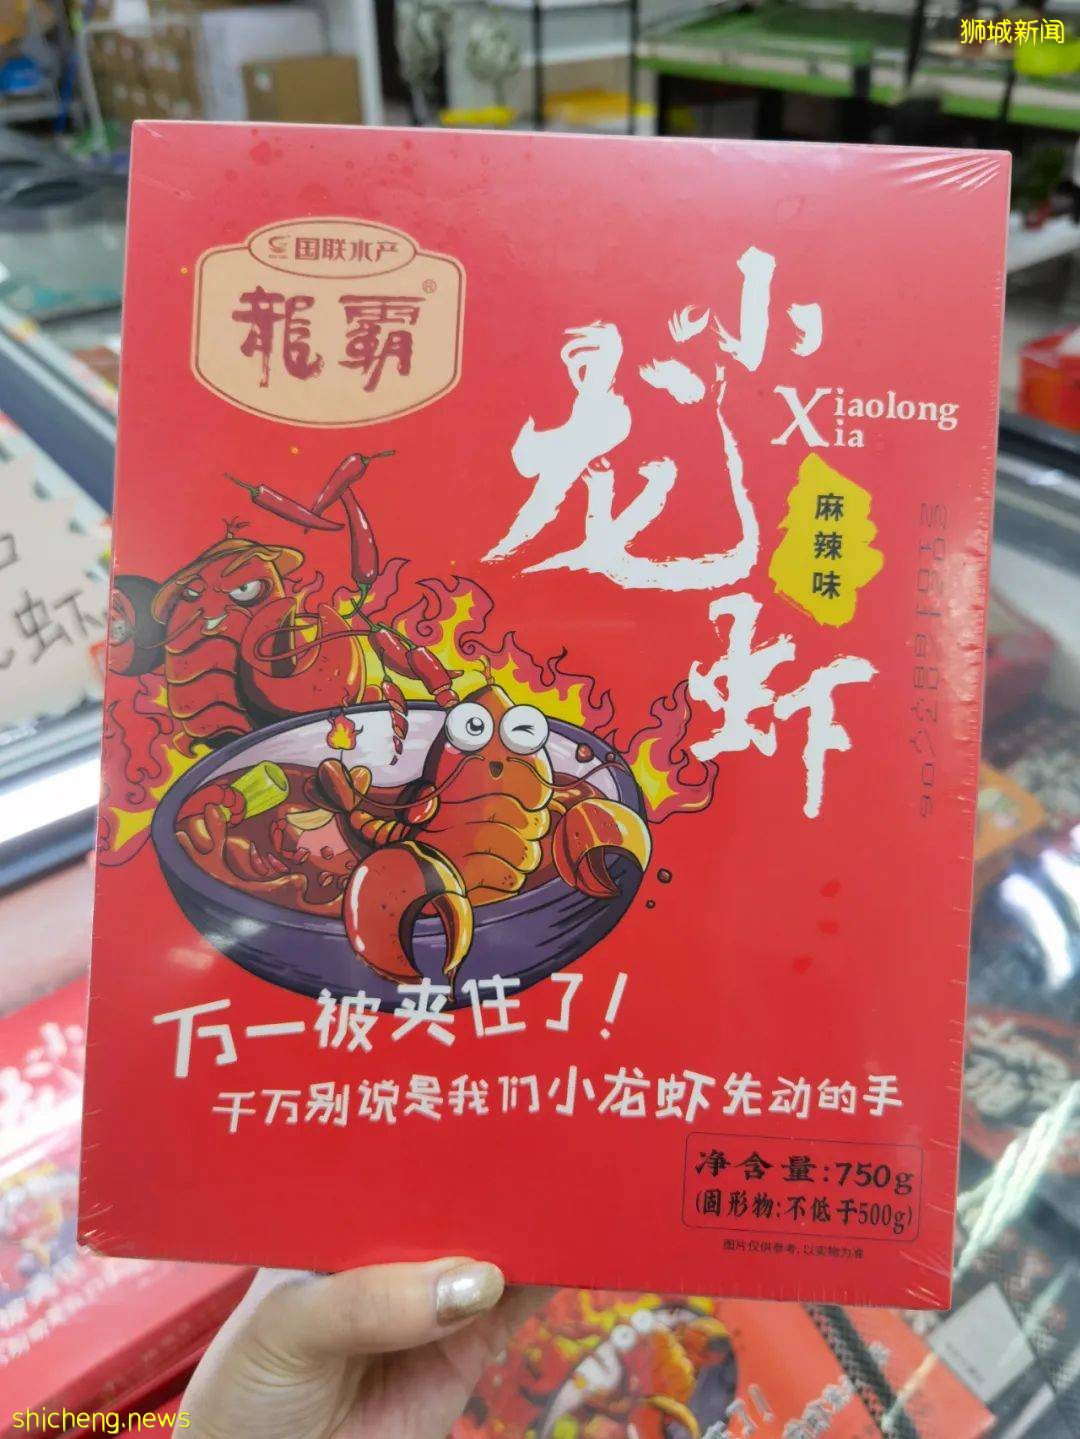 狮城新闻
国联水产
龍霸®
小龙虾
Xiaolong
Xia
麻辣味
万一被夹住了!
千万别说是我们小龙虾先动的手
净含量:750g
(固形物:不低于500g)
图片仅供参考,以实物为准
虾
shicheng.news